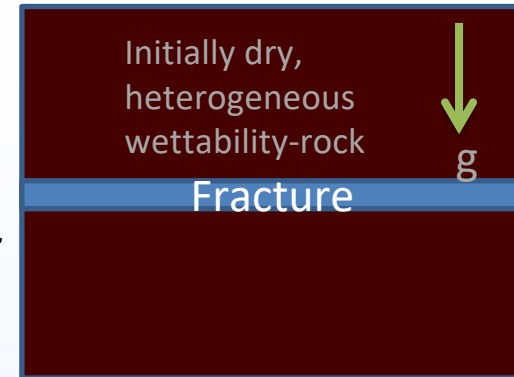 Initially dry,
heterogeneous
wettability-rock
g
Fracture